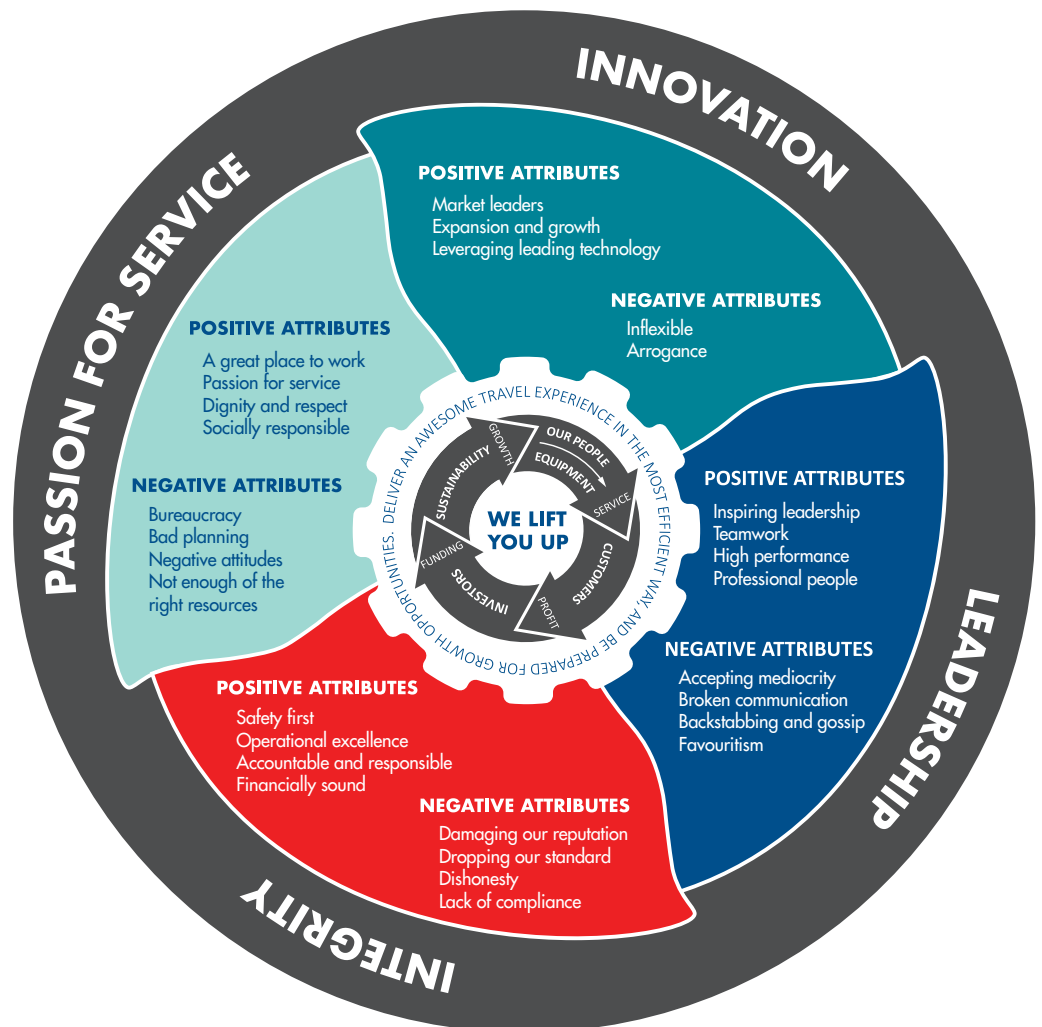 INNOVATION
POSITIVE ATTRIBUTES
Market leaders
Expansion and growth
Leveraging leading technology
NEGATIVE ATTRIBUTES
Inflexible
Arrogance
LEADERSHIP
POSITIVE ATTRIBUTES
Inspiring leadership
Teamwork
High performance
Professional people
NEGATIVE ATTRIBUTES
Accepting mediocrity
Broken communication
Backstabbing and gossip
Favouritism
INTEGRITY
POSITIVE ATTRIBUTES
Safety first
Operational excellence
Accountable and responsible
Financially sound
NEGATIVE ATTRIBUTES
Damaging our reputation
Dropping our standard
Dishonesty
Lack of compliance
PASSION FOR SERVICE
POSITIVE ATTRIBUTES
A great place to work
Passion for service
Dignity and respect
Socially responsible
NEGATIVE ATTRIBUTES
Bureaucracy
Bad planning
Negative attitudes
Not enough of the
right resources
DELIVER AN AWESOME TRAVEL EXPERIENCE IN THE MOST EFFICIENT WAY, AND BE PREPARED FOR GROWTH OPPORTUNITIES.
OUR PEOPLE
EQUIPMENT
SERVICE
CUSTOMERS
PROFIT
INVESTORS
FUNDING
SUSTAINABILITY
GROWTH
WE LIFT
YOU UP